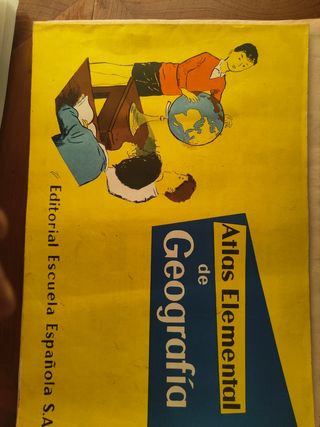 Atlas Elemental
de
Geografía
Editorial Escuela Española S.A